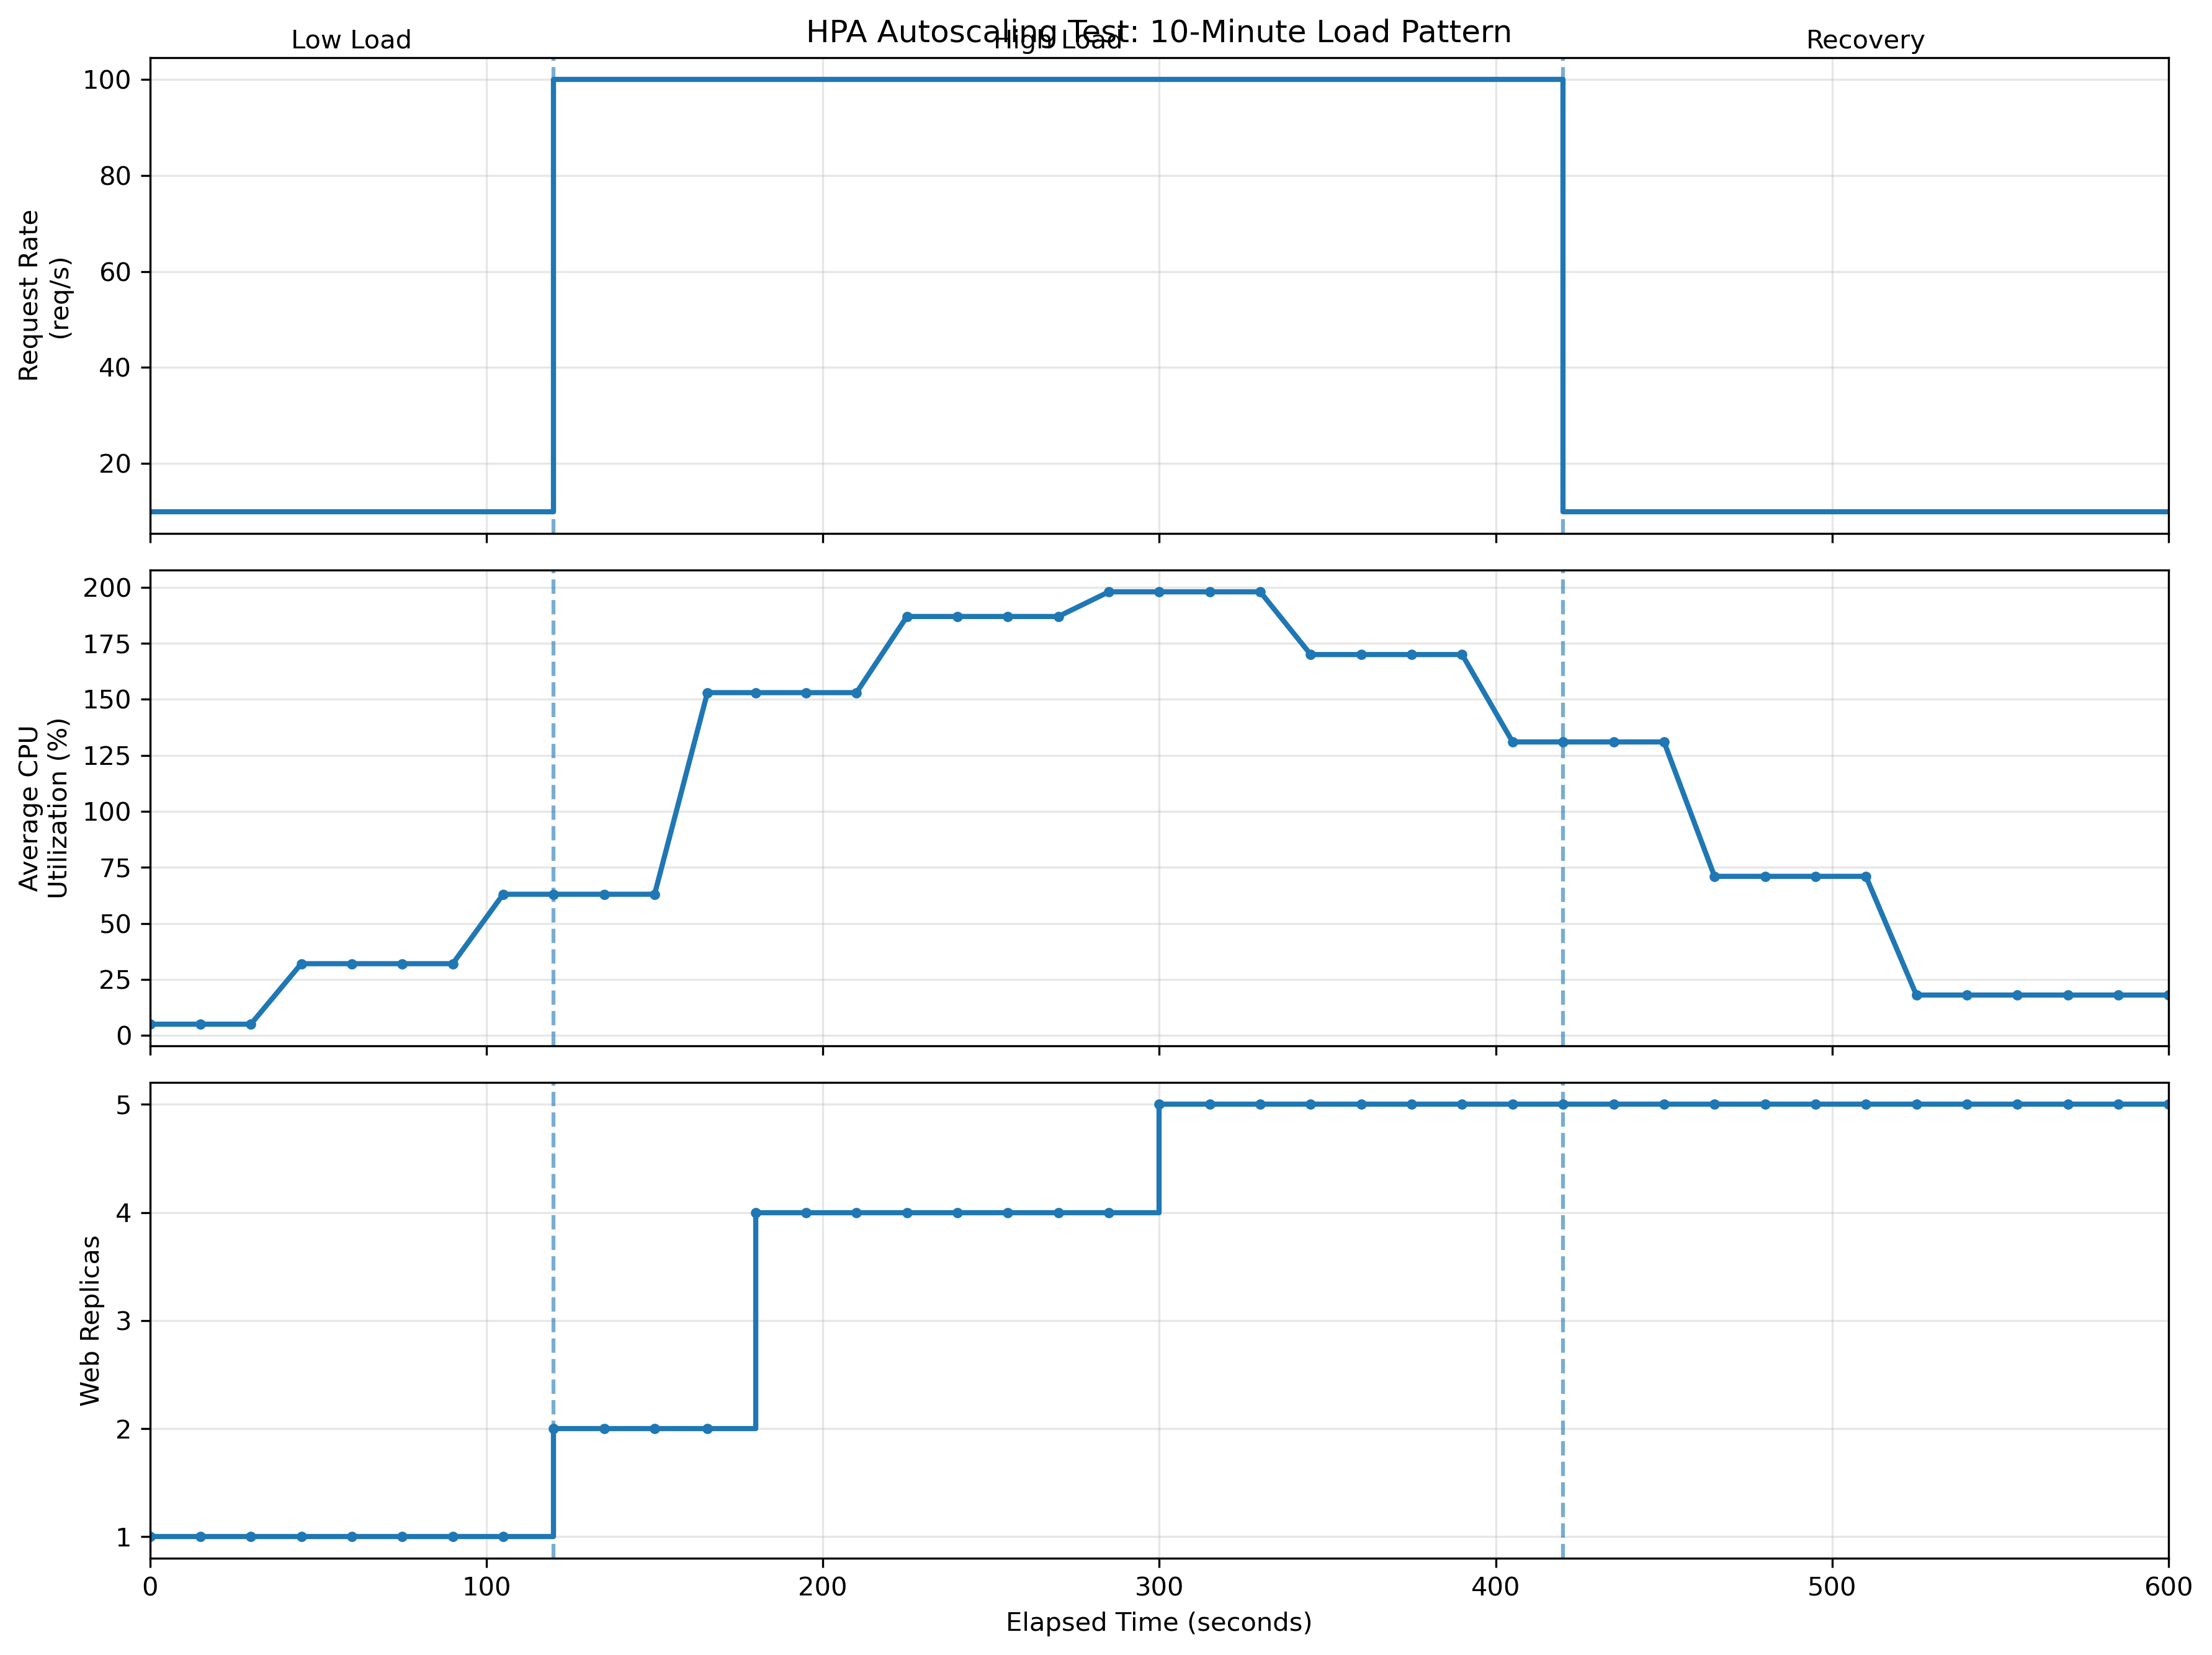 HPA Autoscaling Test: 10-Minute Load Pattern
Low Load
High Load
Recovery
100
80
60
40
20
Request Rate
(req/s)
200
175
150
125
100
75
50
25
0
Average CPU
Utilization (%)
5
4
3
2
1
Web Replicas
0 100 200 300 400 500 600
Elapsed Time (seconds)